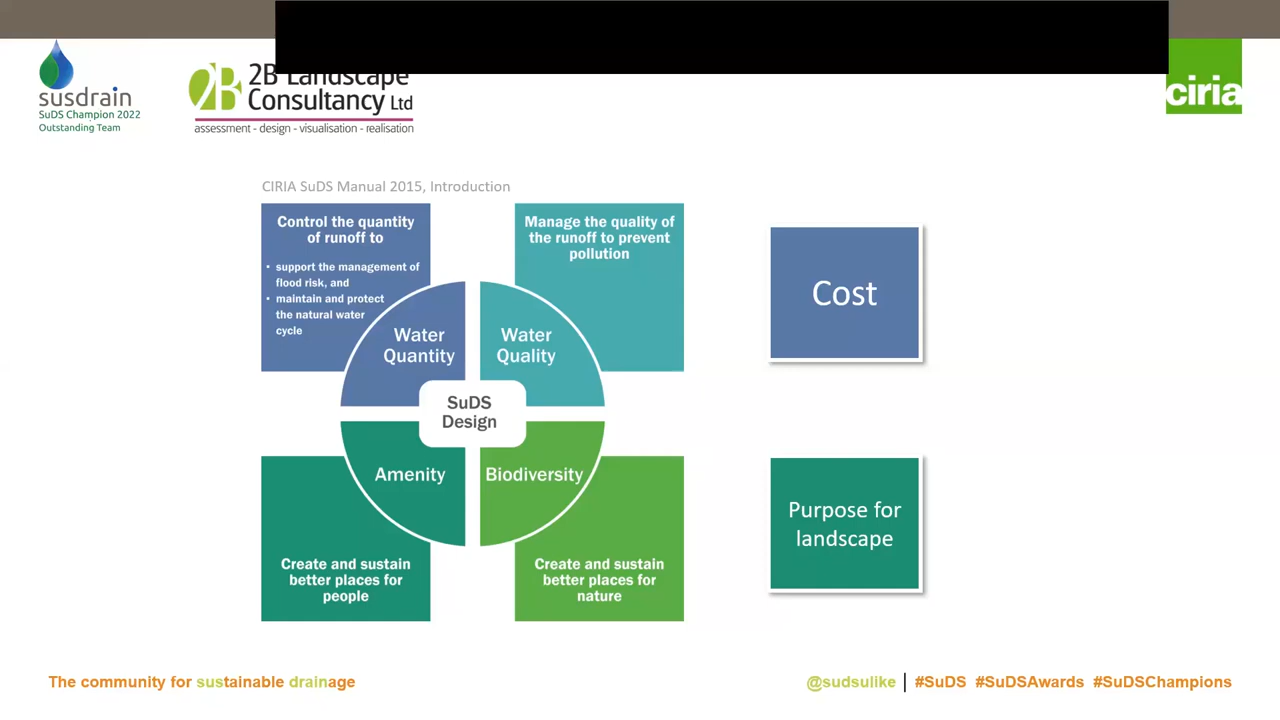 susdrain
SuDS Champion 2022
Outstanding Team
2B Landscape
Consultancy Ltd
assessment - design - visualisation - realisation
ciria
CIRIA SuDS Manual 2015, Introduction
Control the quantity
of runoff to
• support the management of
flood risk, and
• maintain and protect
the natural water
cycle
Manage the quality of
the runoff to prevent
pollution
Cost
Water
Quantity
Water
Quality
SuDS
Design
Amenity
Biodiversity
Create and sustain
better places for
people
Create and sustain
better places for
nature
Purpose for
landscape
The community for sustainable drainage
@sudsulike | #SuDS #SuDSAwards #SuDSChampions